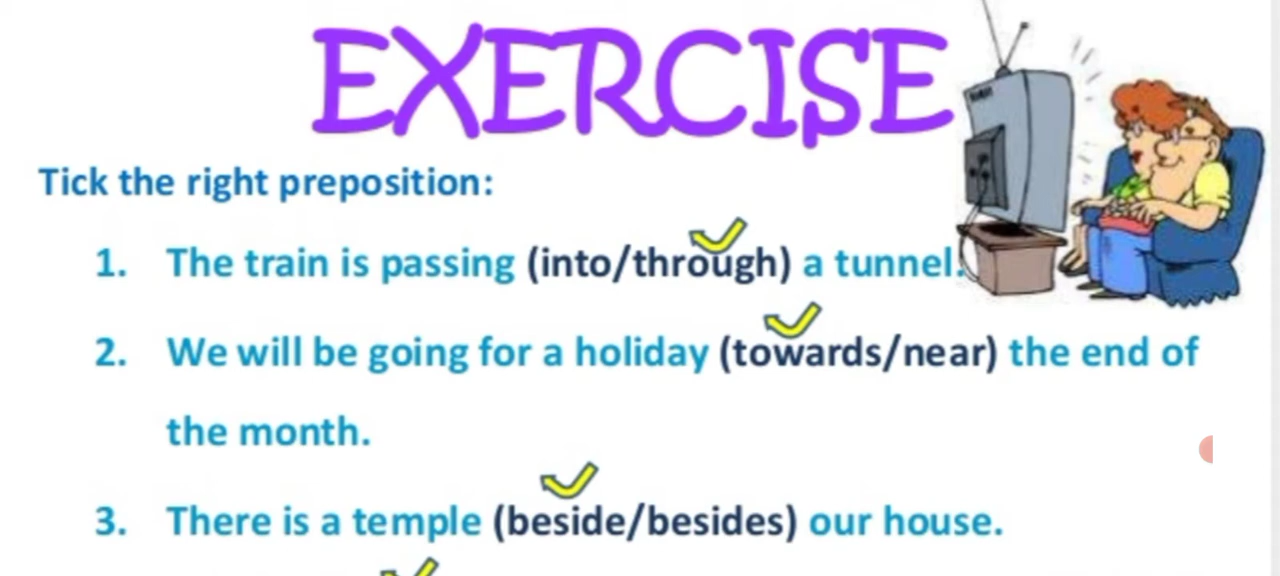 EXERCISE
Tick the right preposition:
1. The train is passing (into/through) a tunnel.
2. We will be going for a holiday (towards/near) the end of
the month.
3. There is a temple (beside/besides) our house.